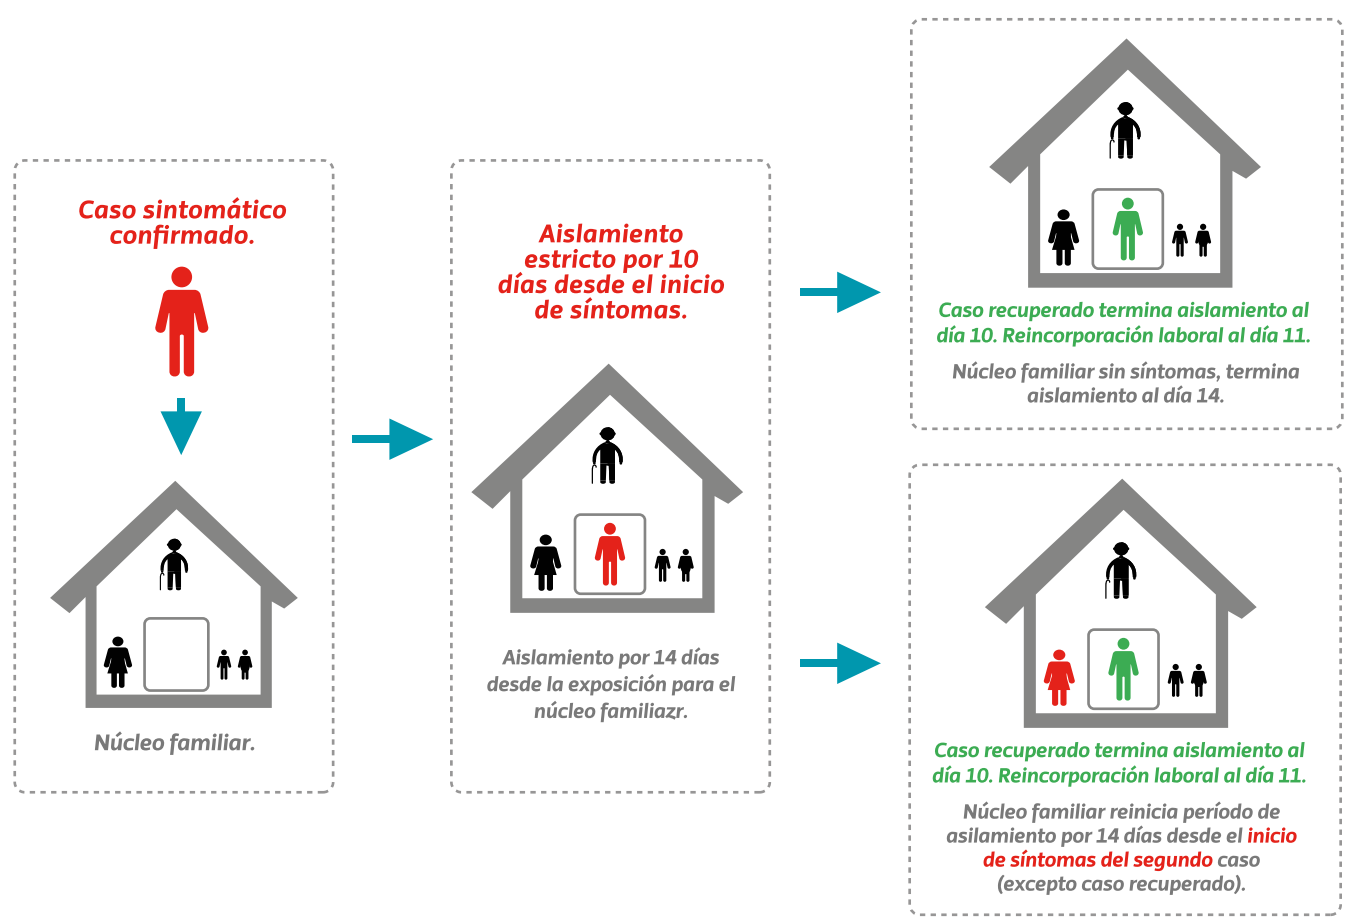 Caso sintomático
confirmado.
Núcleo familiar.
Aislamiento
estricto por 10
días desde el inicio
de síntomas.
Aislamiento por 14 días
desde la exposición para el
núcleo familiazr.
Caso recuperado termina aislamiento al
día 10. Reincorporación laboral al día 11.
Núcleo familiar sin síntomas, termina
aislamiento al día 14.
Caso recuperado termina aislamiento al
día 10. Reincorporación laboral al día 11.
Núcleo familiar reinicia período de
asilamiento por 14 días desde el inicio
de síntomas del segundo caso
(excepto caso recuperado).